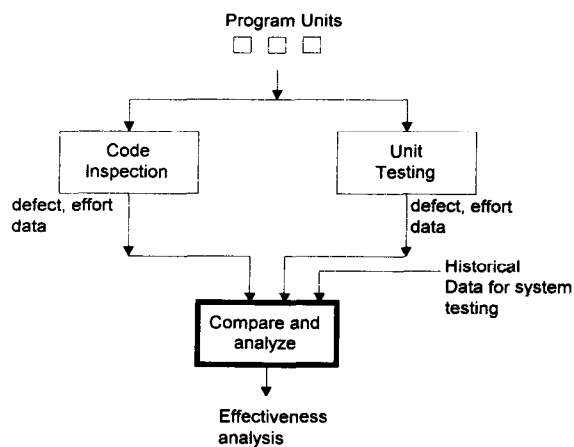 Program Units
Code
Inspection
Unit
Testing
defect, effort
data
defect, effort
data
Historical
Data for system
testing
Compare and
analyze
Effectiveness
analysis